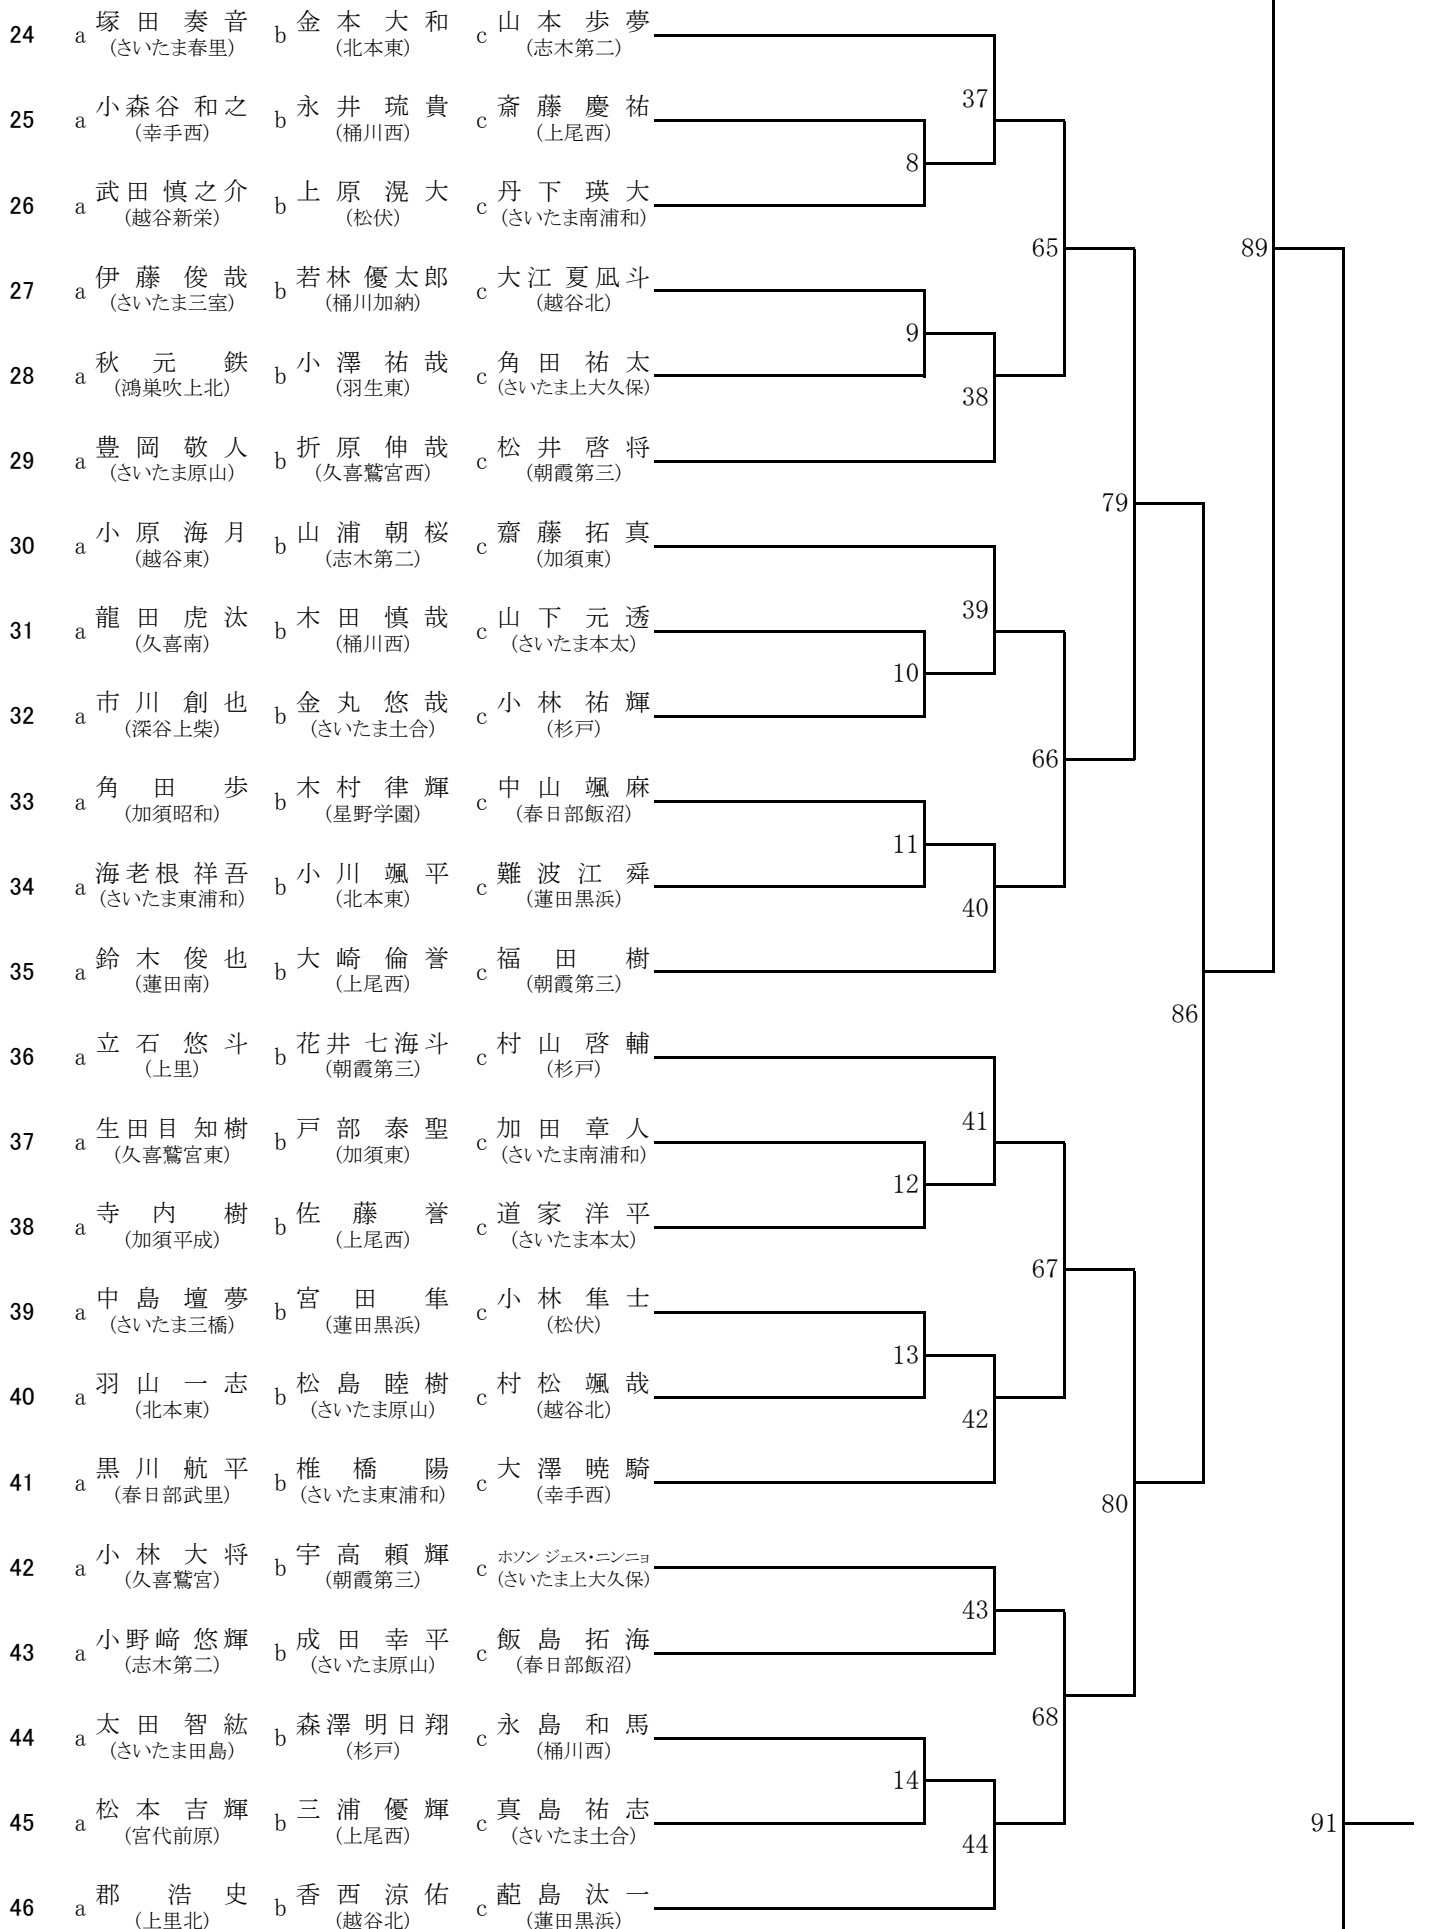 24 a 塚田奏音 b 金本大和 c 山本歩夢
(さいたま春里) (北本東) (志木第二)
37
25 a 小森谷和之 b 永井琉貴 c 斎藤慶祐
(幸手西) (桶川西) (上尾西)
8
26 a 武田慎之介 b 上原滉大 c 丹下瑛大
(越谷新栄) (松伏) (さいたま南浦和)
65 89
27 a 伊藤俊哉 b 若林優太郎 c 大江夏凪斗
(さいたま三室) (桶川加納) (越谷北)
9
28 a 秋元鉄 b 小澤祐哉 c 角田祐太
(鴻巣吹上北) (羽生東) (さいたま上大久保)
38
29 a 豊岡敬人 b 折原伸哉 c 松井啓将
(さいたま原山) (久喜鷲宮西) (朝霞第三)
79
30 a 小原海月 b 山浦朝桜 c 齋藤拓真
(越谷東) (志木第二) (加須東)
39
31 a 龍田虎汰 b 木田慎哉 c 山下元透
(久喜南) (桶川西) (さいたま本太)
10
32 a 市川創也 b 金丸悠哉 c 小林祐輝
(深谷上柴) (さいたま土合) (杉戸)
66
33 a 角田歩 b 木村律輝 c 中山颯麻
(加須昭和) (星野学園) (春日部飯沼)
11
34 a 海老根祥吾 b 小川颯平 c 難波江舜
(さいたま東浦和) (北本東) (蓮田黒浜)
40
35 a 鈴木俊也 b 大崎倫誉 c 福田樹
(蓮田南) (上尾西) (朝霞第三)
86
36 a 立石悠斗 b 花井七海斗 c 村山啓輔
(上里) (朝霞第三) (杉戸)
41
37 a 生田目知樹 b 戸部泰聖 c 加田章人
(久喜鷲宮東) (加須東) (さいたま南浦和)
12
38 a 寺内樹 b 佐藤誉 c 道家洋平
(加須平成) (上尾西) (さいたま本太)
67
39 a 中島壇夢 b 宮田隼 c 小林隼士
(さいたま三橋) (蓮田黒浜) (松伏)
13
40 a 羽山一志 b 松島睦樹 c 村松颯哉
(北本東) (さいたま原山) (越谷北)
42
41 a 黒川航平 b 椎橋陽 c 大澤暁騎
(春日部武里) (さいたま東浦和) (幸手西)
80
42 a 小林大将 b 宇高頼輝 c ホソン ジェス・ニンニョ
(久喜鷲宮) (朝霞第三) (さいたま上大久保)
43
43 a 小野﨑悠輝 b 成田幸平 c 飯島拓海
(志木第二) (さいたま原山) (春日部飯沼)
68
44 a 太田智紘 b 森澤明日翔 c 永島和馬
(さいたま田島) (杉戸) (桶川西)
14
45 a 松本吉輝 b 三浦優輝 c 真島祐志
(宮代前原) (上尾西) (さいたま土合)
91
44
46 a 郡浩史 b 香西涼佑 c 島汰一
(上里北) (越谷北) (蓮田黒浜)